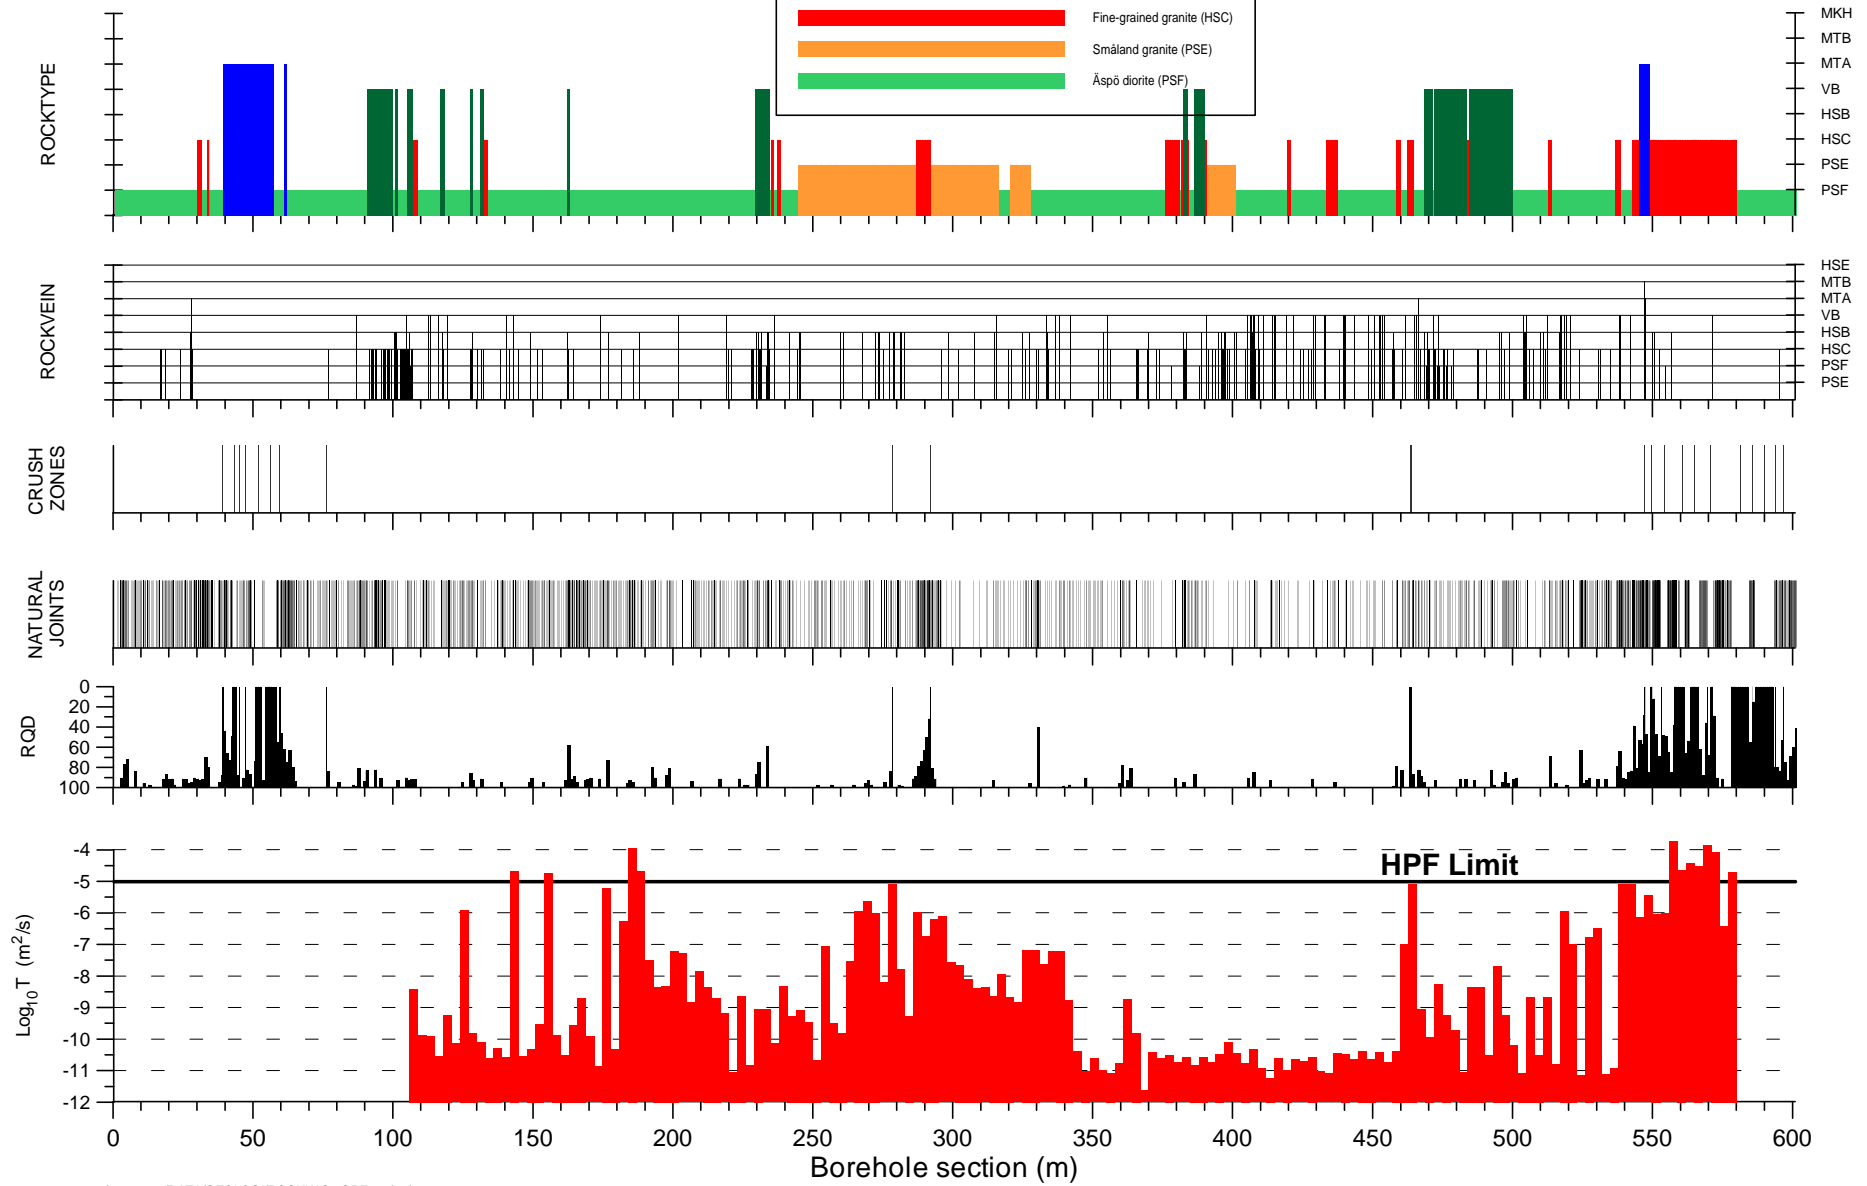 Fine-grained granite (HSC)
Småland granite (PSE)
Äspö diorite (PSF)
ROCKTYPE
MKH
MTB
MTA
VB
HSB
HSC
PSE
PSF
ROCKVEIN
HSE
MTB
MTA
VB
HSB
HSC
PSF
PSE
CRUSH
ZONES
NATURAL
JOINTS
RQD
0
20
40
60
80
100
Log10T (m2/s)
-4
-5
-6
-7
-8
-9
-10
-11
-12
HPF Limit
0 50 100 150 200 250 300 350 400 450 500 550 600
Borehole section (m)